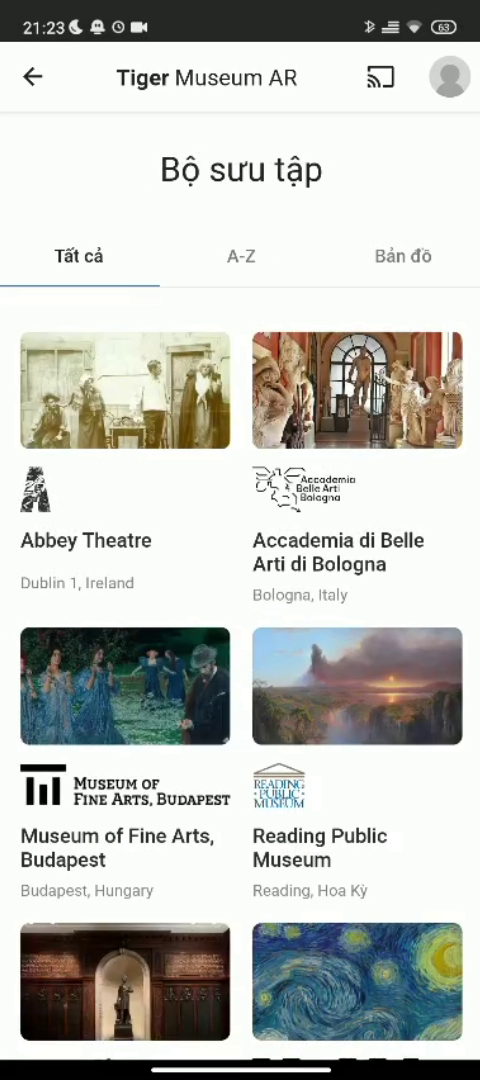 21:23
63
Tiger Museum AR
Bộ sưu tập
Tất cả
A-Z
Bản đồ
Accademia
Belle Arti
Bologna
Abbey Theatre
Accademia di Belle
Arti di Bologna
Dublin 1, Ireland
Bologna, Italy
MUSEUM OF
FINE ARTS, BUDAPEST
READING
PUBLIC
MUSEUM
Museum of Fine Arts,
Budapest
Reading Public
Museum
Budapest, Hungary
Reading, Hoa Kỳ